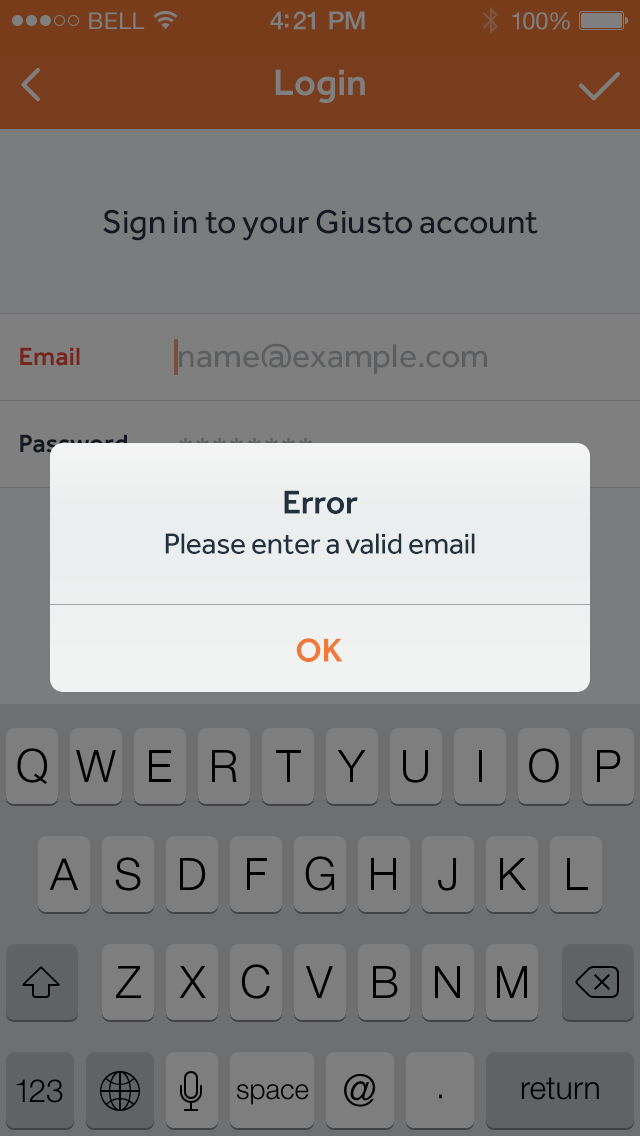 BELL 4:21 PM 100%
Login
Sign in to your Giusto account
Email name@example.com
Password ********
Error
Please enter a valid email
OK
Q W E R T Y U I O P
A S D F G H J K L
Z X C V B N M
123 space @ . return